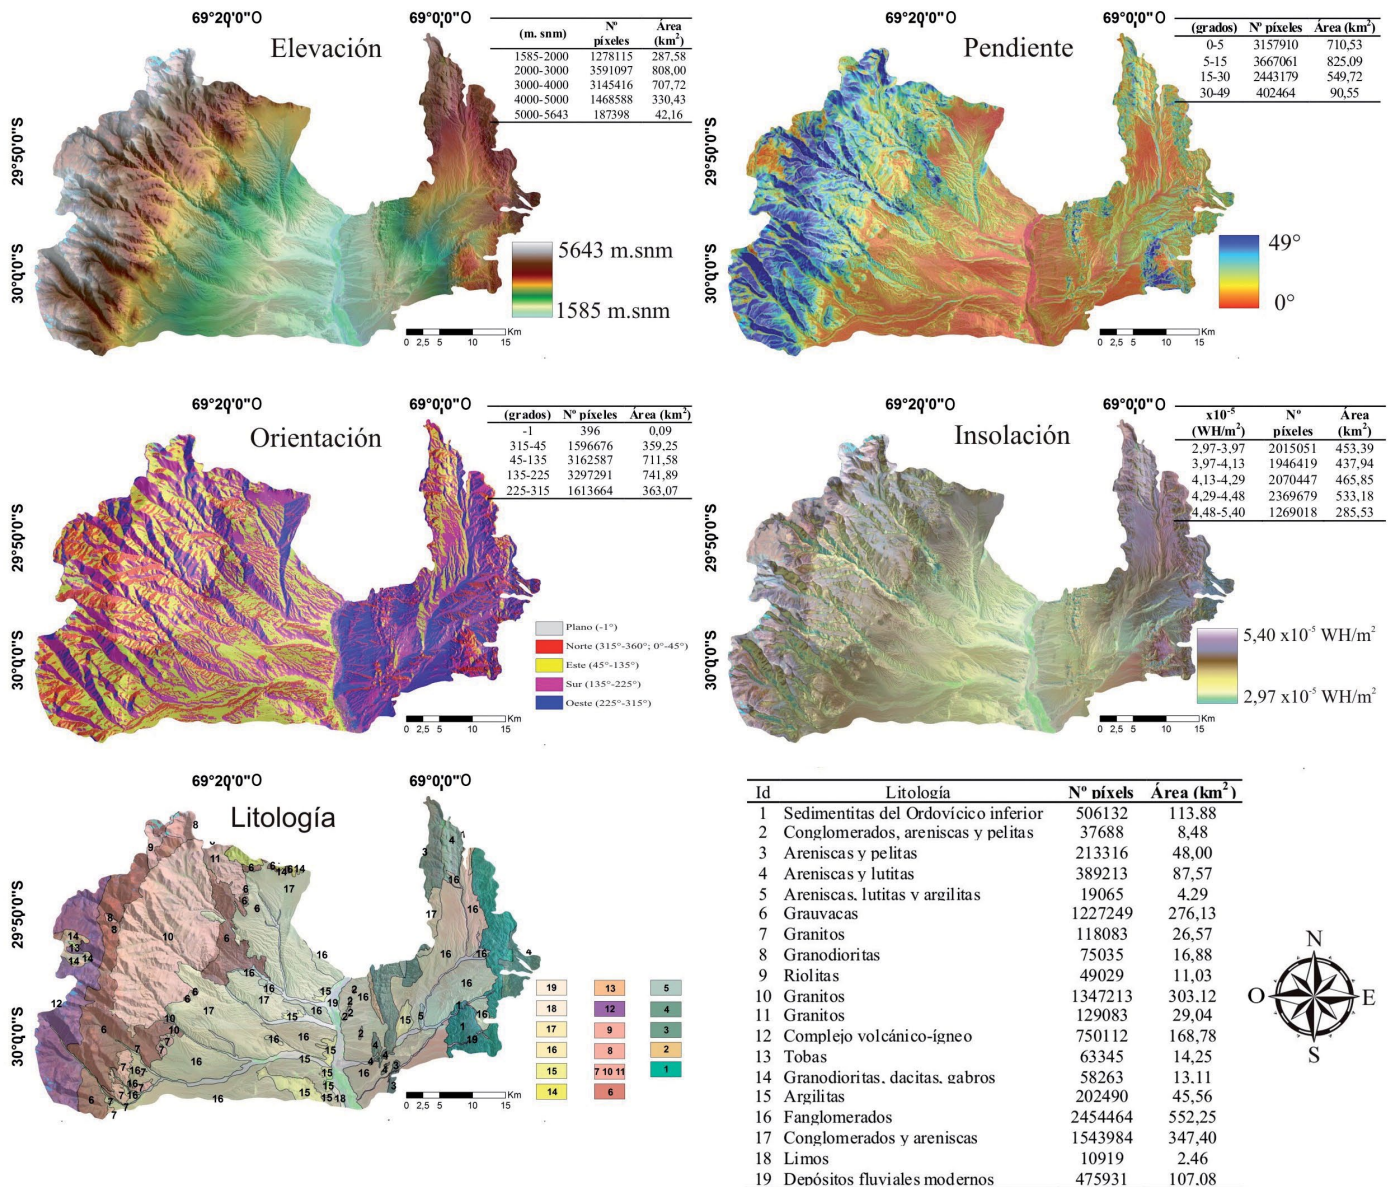 69°20'0"O
69°0'0"O
Elevación
(m. snm) Nº píxeles Área (km²)
1585-2000 1278115 287,58
2000-3000 3591097 808,00
3000-4000 3145416 707,72
4000-5000 1468588 330,43
5000-5643 187398 42,16
29°50'0"S
30°0'0"S
5643 m.snm
1585 m.snm
Km
0 2,5 5 10 15
69°20'0"O
69°0'0"O
Pendiente
(grados) Nº píxeles Área (km²)
0-5 3157910 710,53
5-15 3667061 825,09
15-30 2443179 549,72
30-49 402464 90,55
29°50'0"S
30°0'0"S
49°
0°
Km
0 2,5 5 10 15
69°20'0"O
69°0'0"O
Orientación
(grados) Nº píxeles Área (km²)
-1 396 0,09
315-45 1596676 359,25
45-135 3162587 711,58
135-225 3297291 741,89
225-315 1613664 363,07
29°50'0"S
30°0'0"S
Plano (-1°)
Norte (315°-360°; 0°-45°)
Este (45°-135°)
Sur (135°-225°)
Oeste (225°-315°)
Km
0 2,5 5 10 15
69°20'0"O
69°0'0"O
Insolación
x10⁻⁵ (WH/m²) Nº píxeles Área (km²)
2,97-3,97 2015051 453,39
3,97-4,13 1946419 437,94
4,13-4,29 2070447 465,85
4,29-4,48 2369679 533,18
4,48-5,40 1269018 285,53
29°50'0"S
30°0'0"S
5,40 x10⁻⁵ WH/m²
2,97 x10⁻⁵ WH/m²
Km
0 2,5 5 10 15
69°20'0"O
69°0'0"O
Litología
29°50'0"S
30°0'0"S
19 13 5
18 12 4
17 9 3
16 8 2
15 7 10 11 1
14 6
Km
0 2,5 5 10 15
Id Litología Nº píxels Área (km²)
1 Sedimentitas del Ordovícico inferior 506132 113,88
2 Conglomerados, areniscas y pelitas 37688 8,48
3 Areniscas y pelitas 213316 48,00
4 Areniscas y lutitas 389213 87,57
5 Areniscas, lutitas y argilitas 19065 4,29
6 Grauvacas 1227249 276,13
7 Granitos 118083 26,57
8 Granodioritas 75035 16,88
9 Riolitas 49029 11,03
10 Granitos 1347213 303,12
11 Granitos 129083 29,04
12 Complejo volcánico-ígneo 750112 168,78
13 Tobas 63345 14,25
14 Granodioritas, dacitas, gabros 58263 13,11
15 Argilitas 202490 45,56
16 Fanglomerados 2454464 552,25
17 Conglomerados y areniscas 1543984 347,40
18 Limos 10919 2,46
19 Depósitos fluviales modernos 475931 107,08
N
O E
S